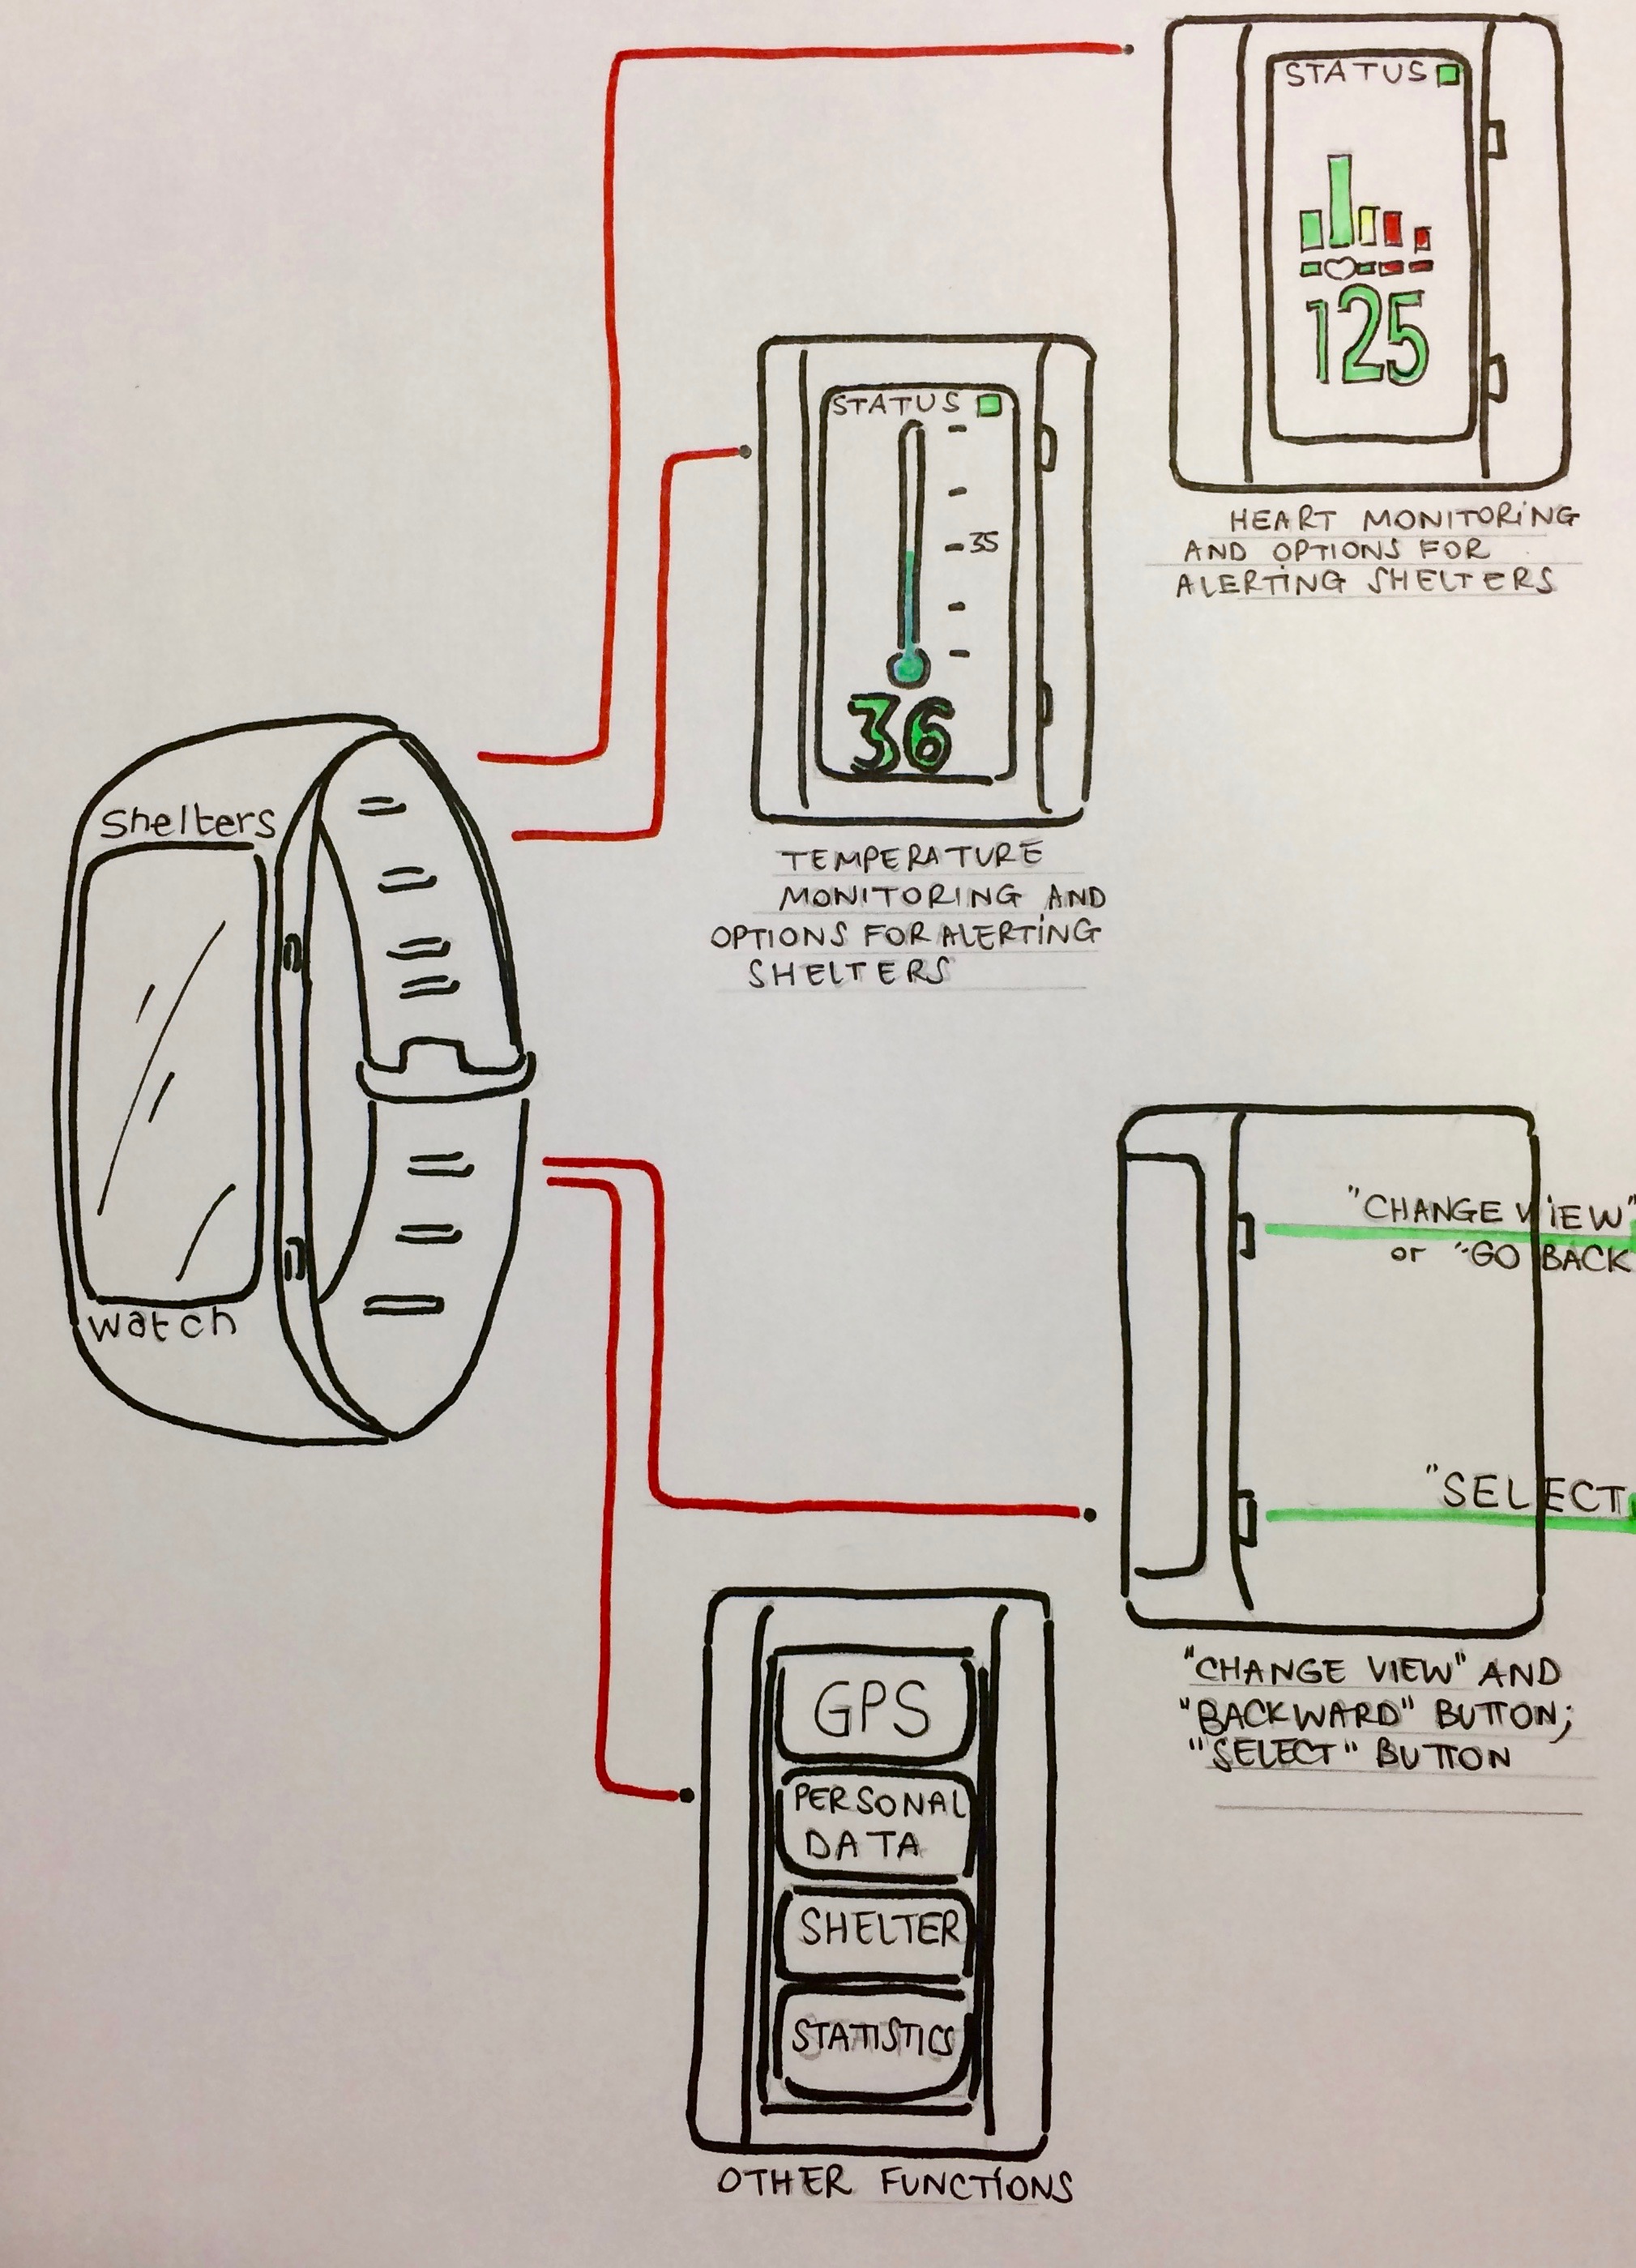 STATUS
125
HEART MONITORING
AND OPTIONS FOR
ALERTING SHELTERS
STATUS
35
36
TEMPERATURE
MONITORING AND
OPTIONS FOR ALERTING
SHELTERS
Shelters
watch
"CHANGE VIEW"
or "GO BACK
"SELECT
"CHANGE VIEW" AND
"BACKWARD" BUTTON;
"SELECT" BUTTON
GPS
PERSONAL
DATA
SHELTER
STATISTICS
OTHER FUNCTIONS